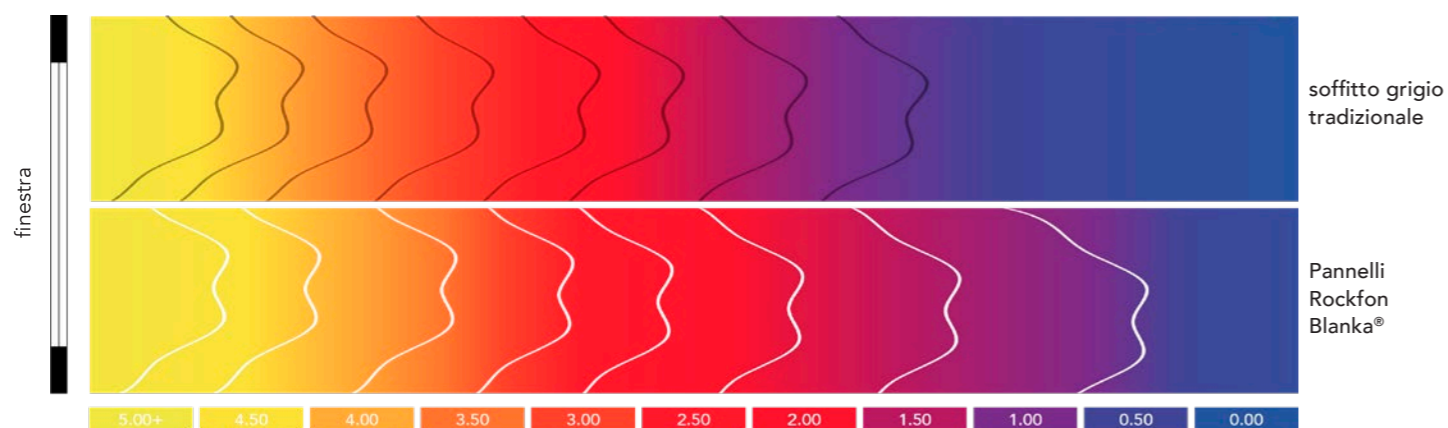 finestra
soffitto grigio
tradizionale
Pannelli
Rockfon
Blanka®
5.00+ 4.50 4.00 3.50 3.00 2.50 2.00 1.50 1.00 0.50 0.00